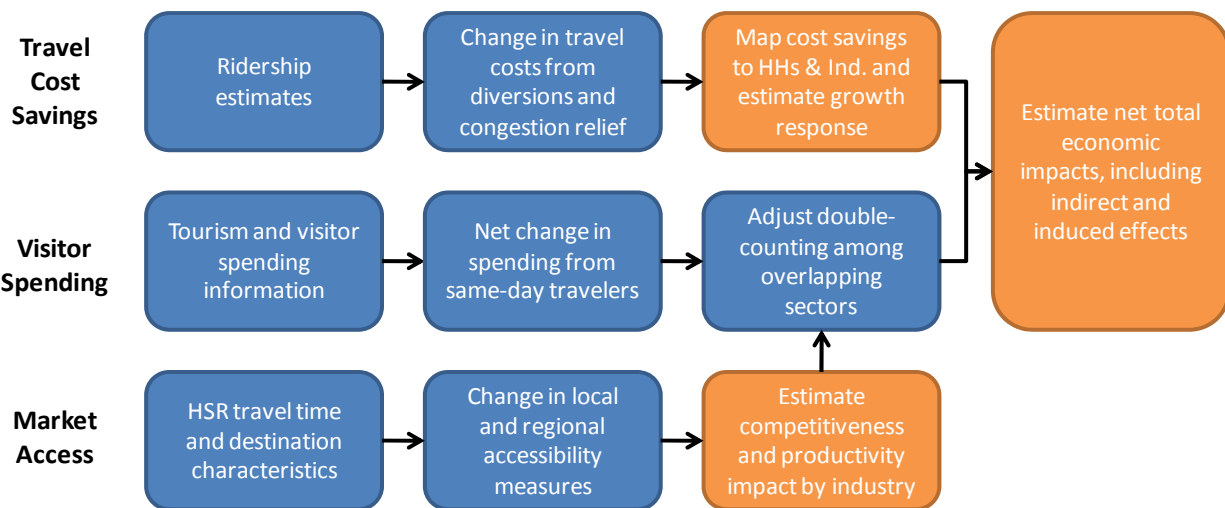 Travel
Cost
Savings
Ridership
estimates
Change in travel
costs from
diversions and
congestion relief
Map cost savings
to HHs & Ind. and
estimate growth
response
Estimate net total
economic
impacts, including
indirect and
induced effects
Visitor
Spending
Tourism and visitor
spending
information
Net change in
spending from
same-day travelers
Adjust double-
counting among
overlapping
sectors
Market
Access
HSR travel time
and destination
characteristics
Change in local
and regional
accessibility
measures
Estimate
competitiveness
and productivity
impact by industry